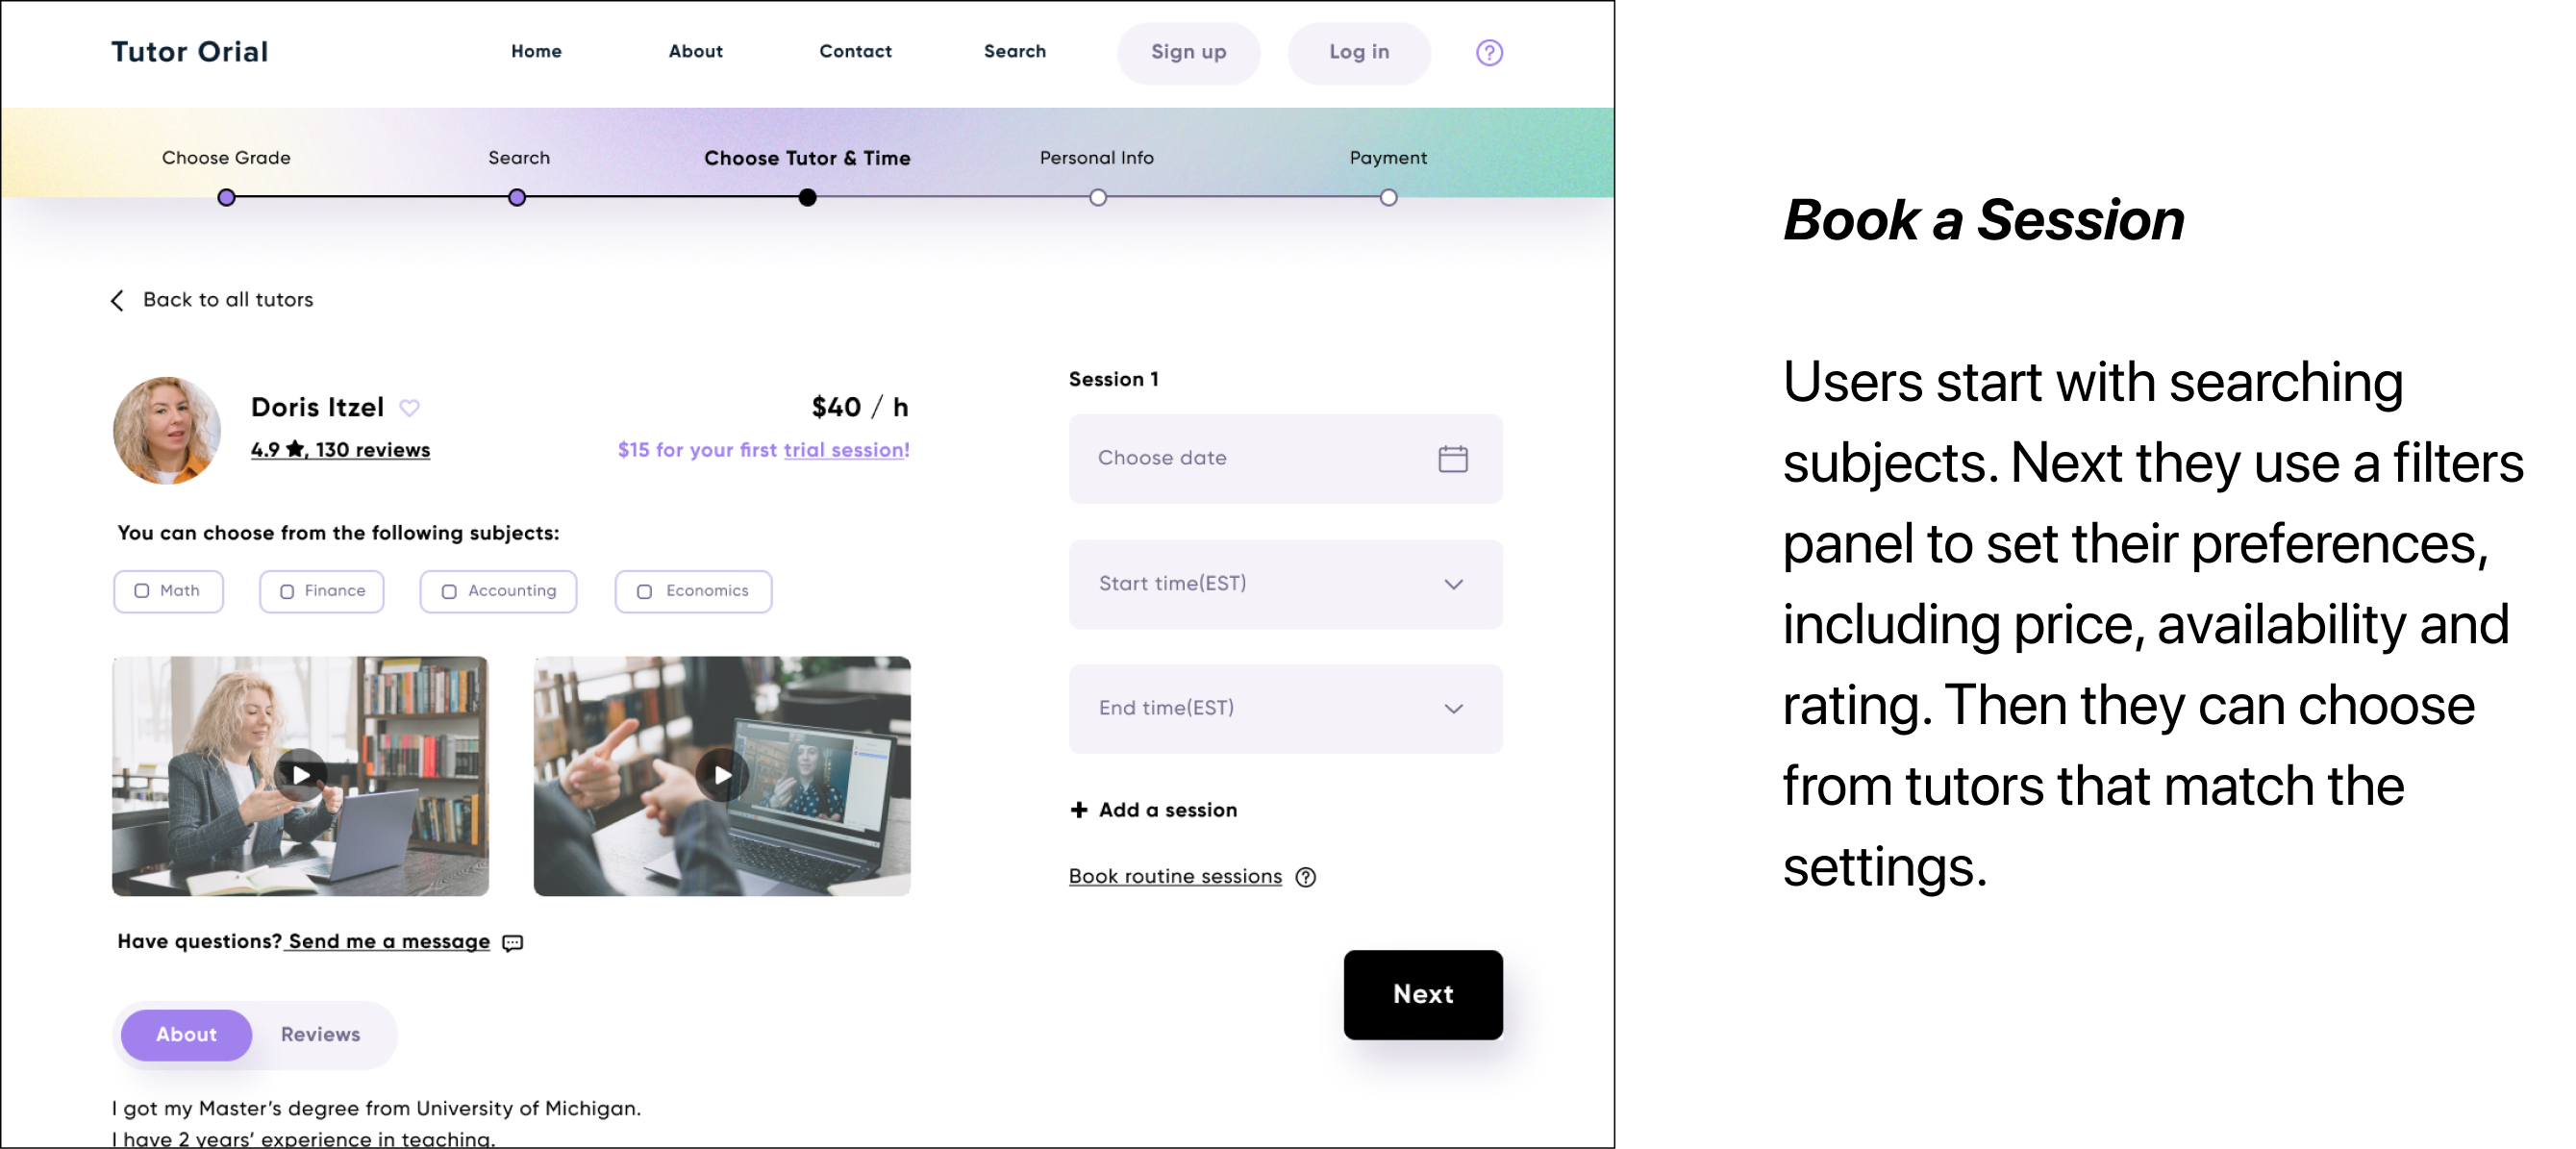 Tutor Orial
Home
About
Contact
Search
Sign up
Log in
?
Choose Grade
Search
Choose Tutor & Time
Personal Info
Payment
Back to all tutors
Doris Itzel
4.9 ★, 130 reviews
$40 / h
$15 for your first trial session!
You can choose from the following subjects:
Math
Finance
Accounting
Economics
Have questions? Send me a message
About
Reviews
I got my Master’s degree from University of Michigan.
I have 2 years’ experience in teaching.
Session 1
Choose date
Start time(EST)
End time(EST)
+ Add a session
Book routine sessions ?
Next
Book a Session
Users start with searching
subjects. Next they use a filters
panel to set their preferences,
including price, availability and
rating. Then they can choose
from tutors that match the
settings.